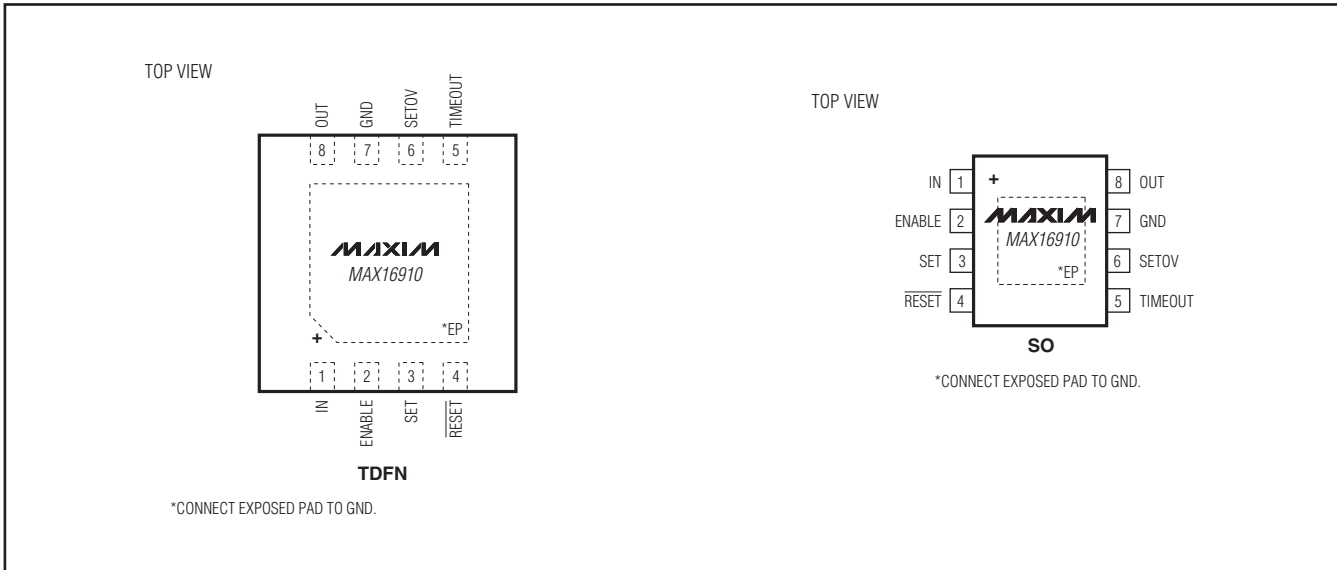 TOP VIEW
OUT
GND
SETOV
TIMEOUT
8 7 6 5
MAXIM
MAX16910
*EP
+
1 2 3 4
IN
ENABLE
SET
RESET
TDFN
*CONNECT EXPOSED PAD TO GND.
TOP VIEW
IN 1 + 8 OUT
ENABLE 2 MAXIM 7 GND
MAX16910
SET 3 *EP 6 SETOV
RESET 4 5 TIMEOUT
SO
*CONNECT EXPOSED PAD TO GND.